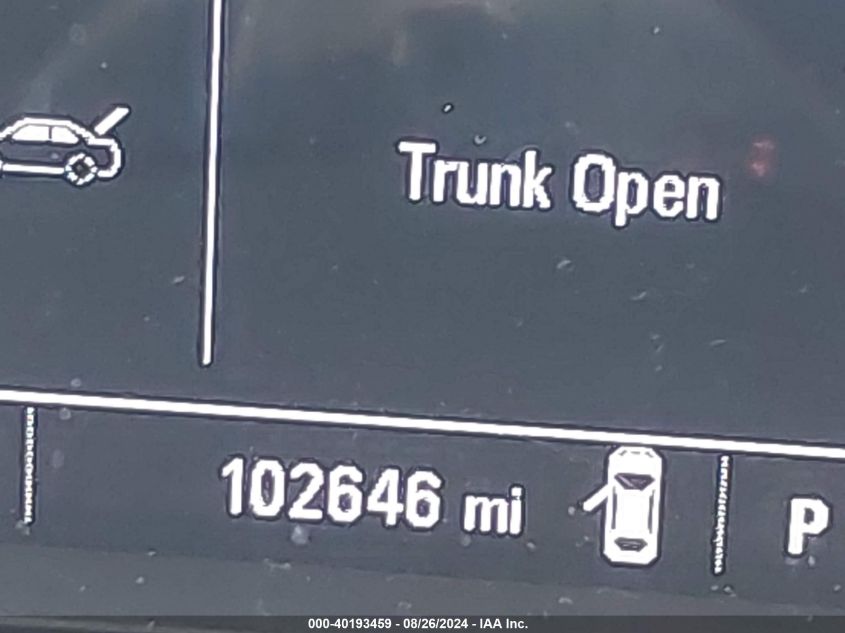 Trunk Open
102646 mi
P
000-40193459 - 08/26/2024 - IAA Inc.